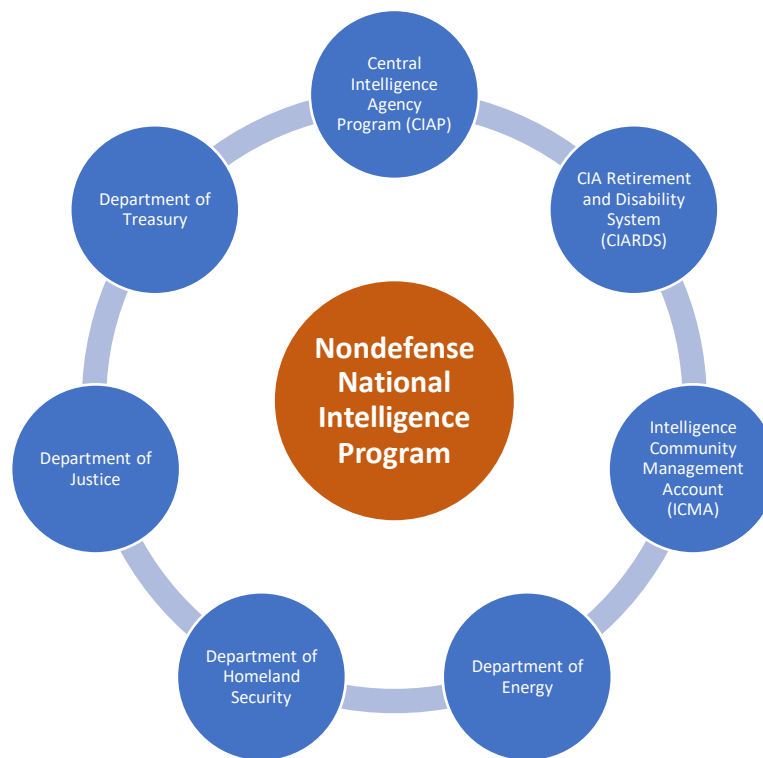 Central
Intelligence
Agency
Program (CIAP)
CIA Retirement
and Disability
System
(CIARDS)
Intelligence
Community
Management
Account
(ICMA)
Department of
Energy
Department of
Homeland
Security
Department of
Justice
Department of
Treasury
Nondefense
National
Intelligence
Program